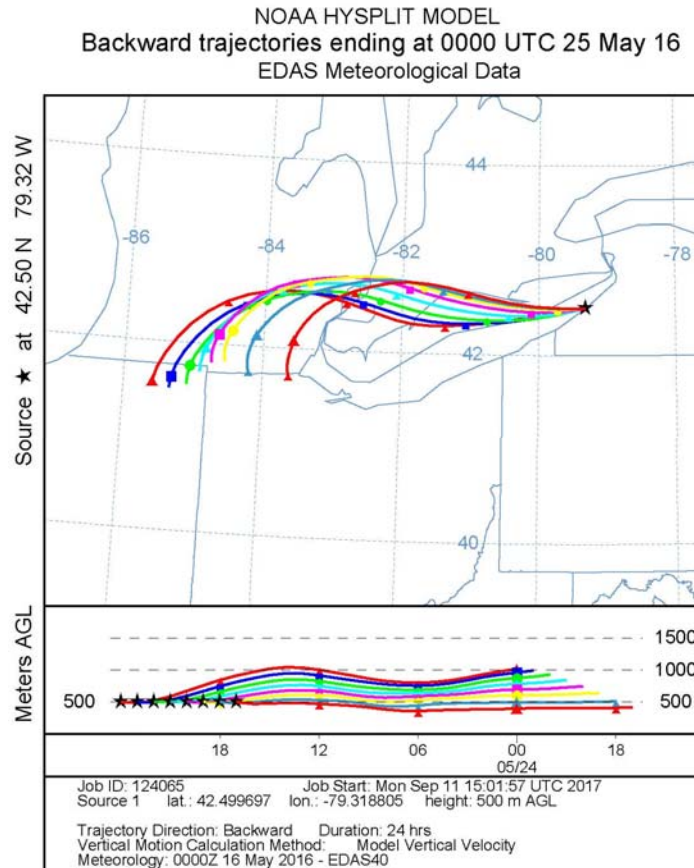 NOAA HYSPLIT MODEL
Backward trajectories ending at 0000 UTC 25 May 16
EDAS Meteorological Data
Source ★ at 42.50 N 79.32 W
44
-86
-84
-82
-80
-78
42
40
Meters AGL
1500
1000
500
500
18
12
06
00
18
05/24
Job ID: 124065 Job Start: Mon Sep 11 15:01:57 UTC 2017
Source 1 lat.: 42.499697 lon.: -79.318805 height: 500 m AGL
Trajectory Direction: Backward Duration: 24 hrs
Vertical Motion Calculation Method: Model Vertical Velocity
Meteorology: 0000Z 16 May 2016 - EDAS40